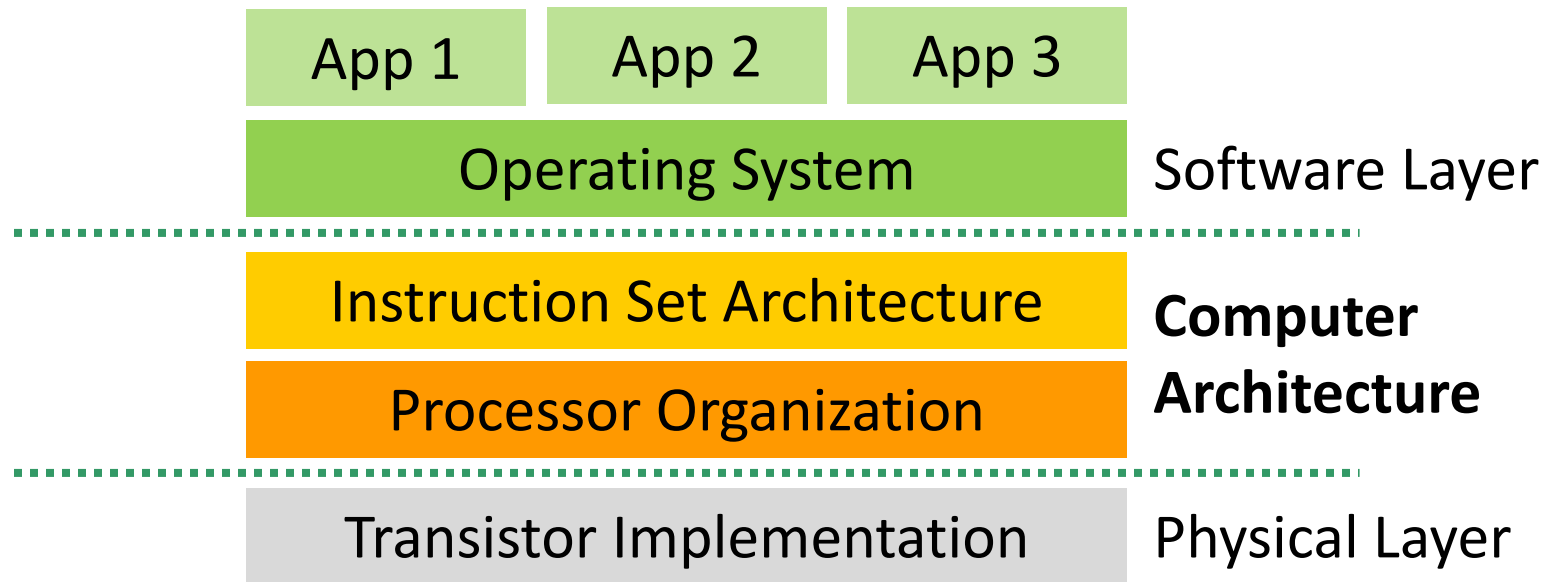 App 1
App 2
App 3
Operating System
Software Layer
Instruction Set Architecture
Computer
Architecture
Processor Organization
Transistor Implementation
Physical Layer